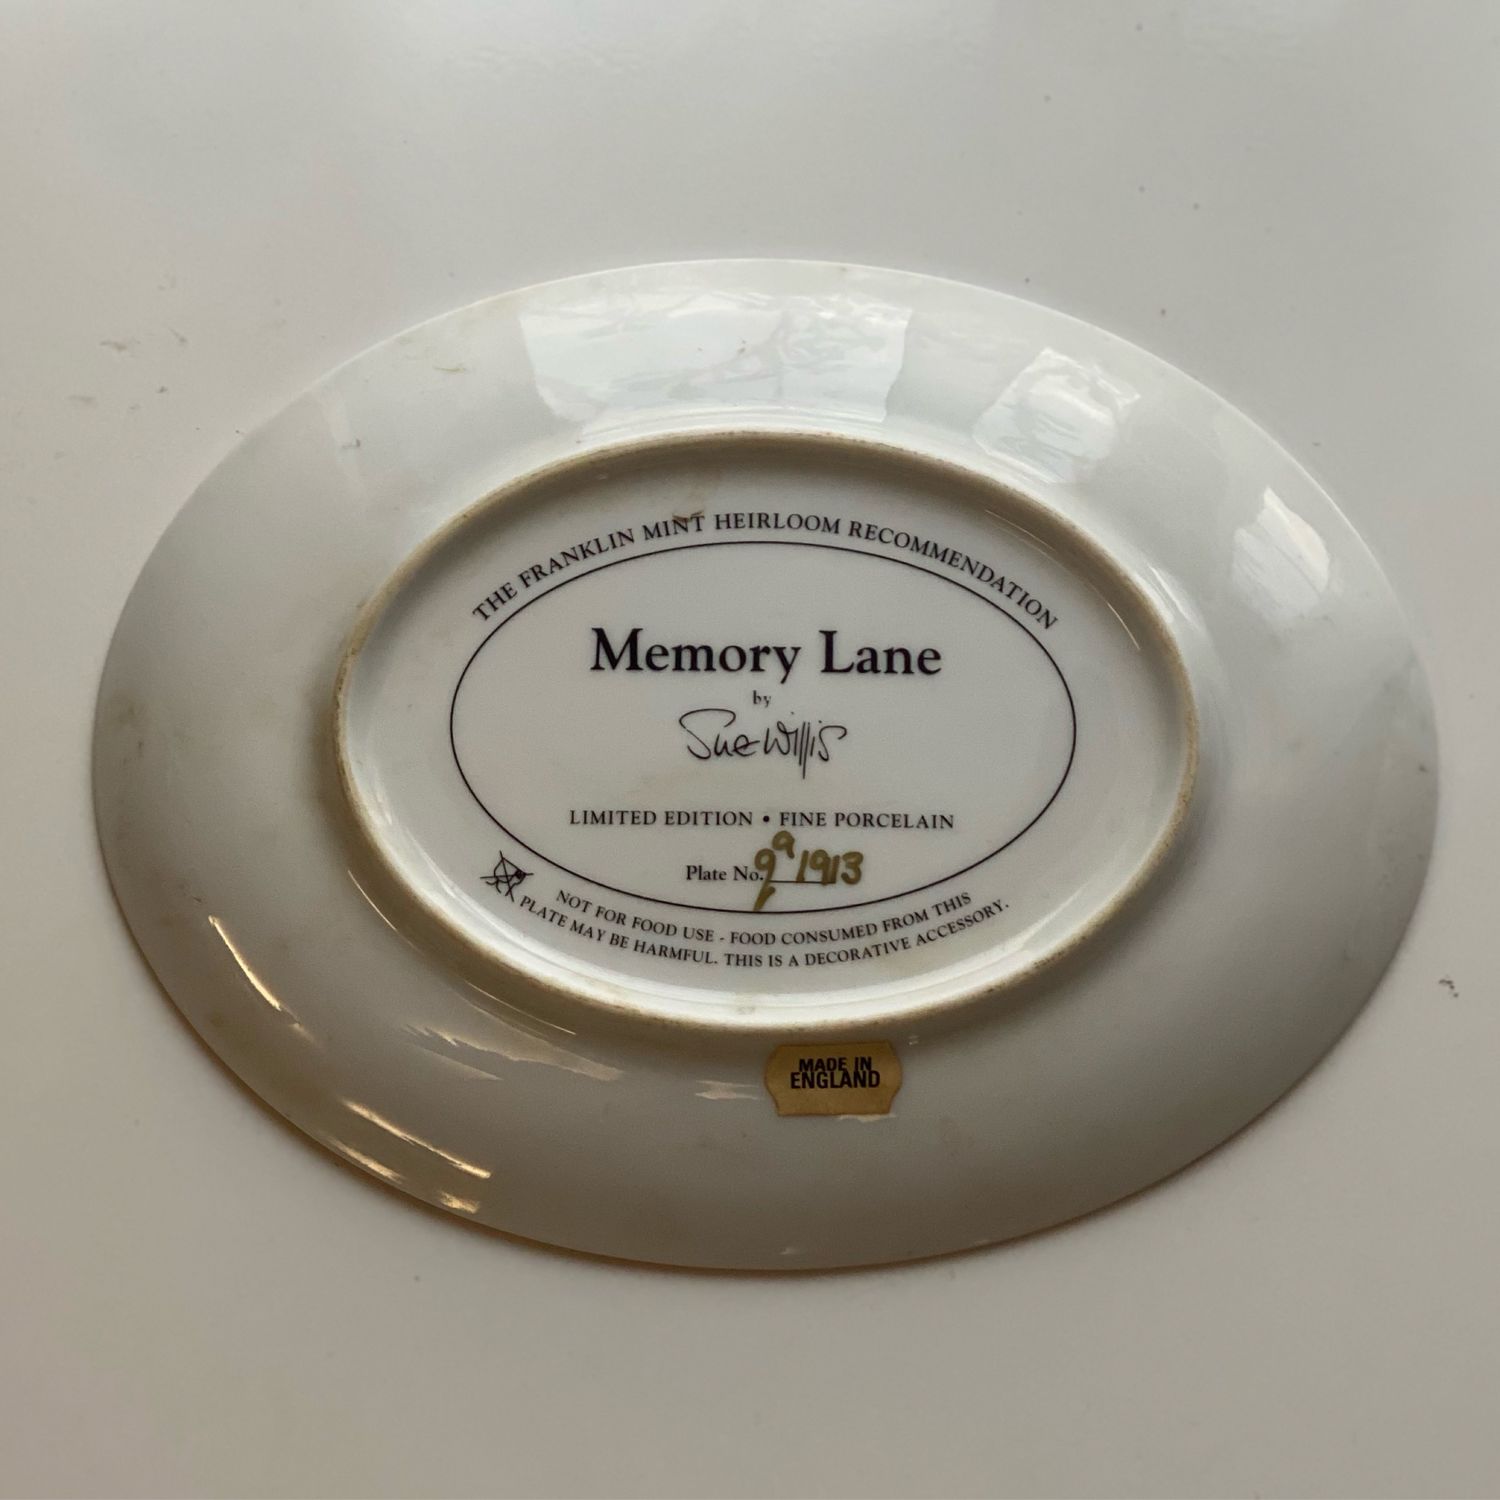 THE FRANKLIN MINT HEIRLOOM RECOMMENDATION
Memory Lane
by
Sue Willis
LIMITED EDITION • FINE PORCELAIN
Plate No. 1913
NOT FOR FOOD USE - FOOD CONSUMED FROM THIS
PLATE MAY BE HARMFUL. THIS IS A DECORATIVE ACCESSORY.
MADE IN
ENGLAND